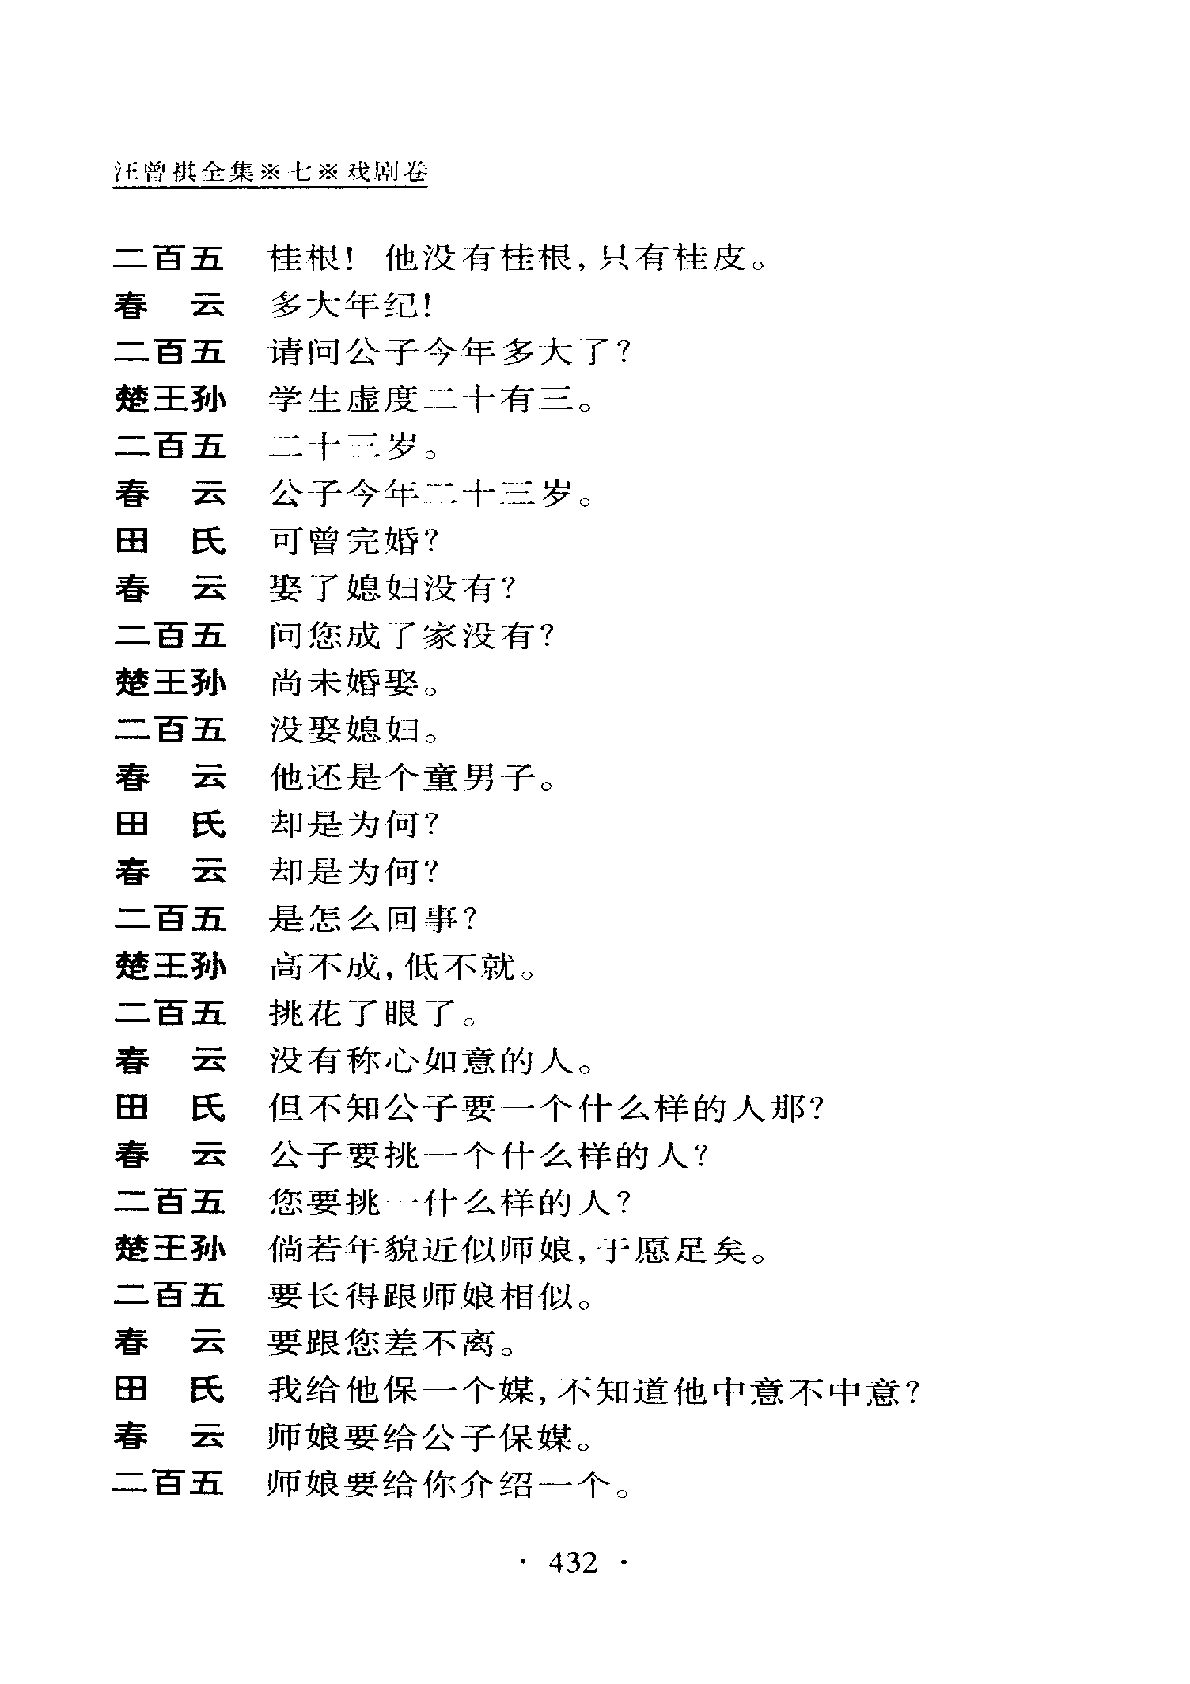 汪曾祺全集※七※戏剧卷
二百五 桂根！他没有桂根，只有桂皮。
春 云 多大年纪！
二百五 请问公子今年多大了？
楚王孙 学生虚度二十有三。
二百五 二十三岁。
春 云 公子今年二十三岁。
田 氏 可曾完婚？
春 云 娶了媳妇没有？
二百五 问您成了家没有？
楚王孙 尚未婚娶。
二百五 没娶媳妇。
春 云 他还是个童男子。
田 氏 却是为何？
春 云 却是为何？
二百五 是怎么回事？
楚王孙 高不成，低不就。
二百五 挑花了眼了。
春 云 没有称心如意的人。
田 氏 但不知公子要一个什么样的人那？
春 云 公子要挑一个什么样的人？
二百五 您要挑一什么样的人？
楚王孙 倘若年貌近似师娘，于愿足矣。
二百五 要长得跟师娘相似。
春 云 要跟您差不离。
田 氏 我给他保一个媒，不知道他中意不中意？
春 云 师娘要给公子保媒。
二百五 师娘要给你介绍一个。
· 432 ·